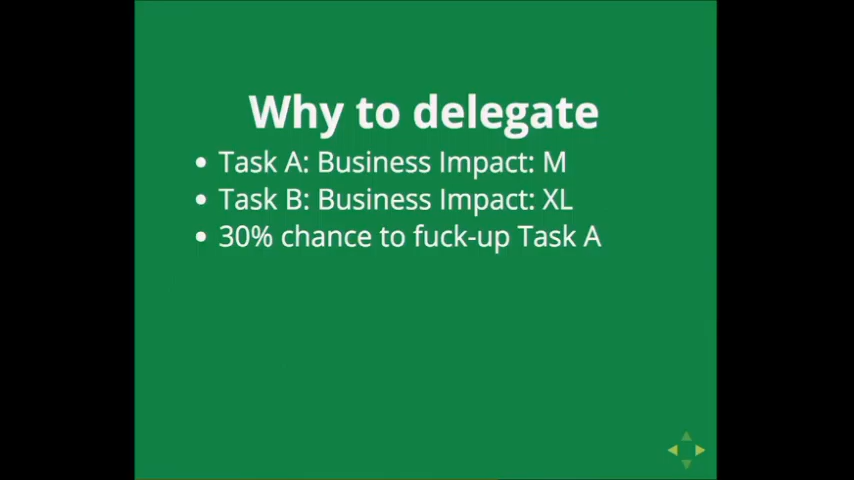 Why to delegate
Task A: Business Impact: M
Task B: Business Impact: XL
30% chance to fuck-up Task A